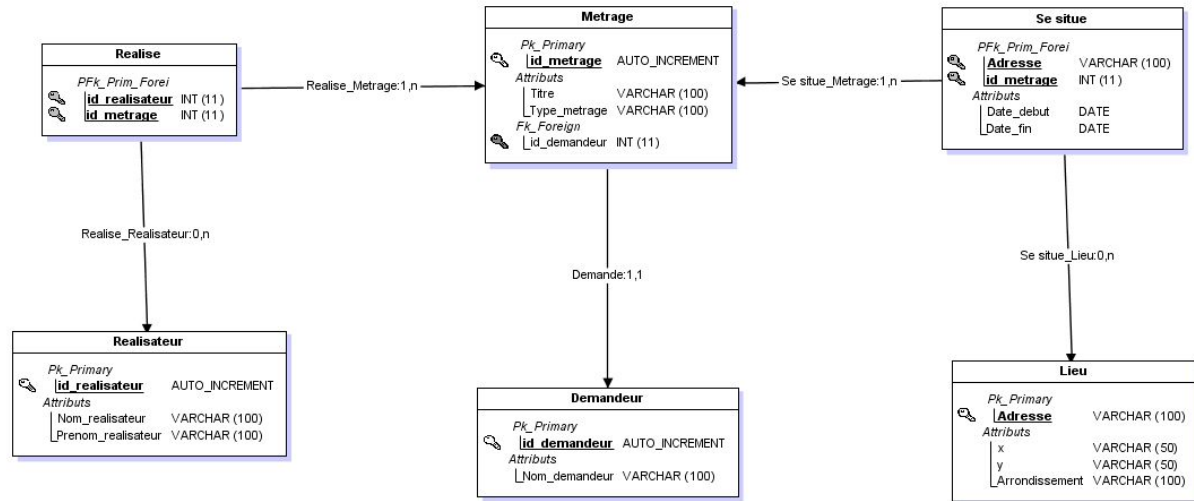 Realise
PFk_Prim_Forei
id_realisateur INT (11)
id_metrage INT (11)
Realise_Metrage:1,n
Metrage
Pk_Primary
id_metrage AUTO_INCREMENT
Attributs
Titre VARCHAR (100)
Type_metrage VARCHAR (100)
Fk_Foreign
id_demandeur INT (11)
Se situe_Metrage:1,n
Se situe
PFk_Prim_Forei
Adresse VARCHAR (100)
id_metrage INT (11)
Attributs
Date_debut DATE
Date_fin DATE
Realise_Realisateur:0,n
Demande:1,1
Se situe_Lieu:0,n
Realisateur
Pk_Primary
id_realisateur AUTO_INCREMENT
Attributs
Nom_realisateur VARCHAR (100)
Prenom_realisateur VARCHAR (100)
Demandeur
Pk_Primary
id_demandeur AUTO_INCREMENT
Attributs
Nom_demandeur VARCHAR (100)
Lieu
Pk_Primary
Adresse VARCHAR (100)
Attributs
x VARCHAR (50)
y VARCHAR (50)
Arrondissement VARCHAR (100)